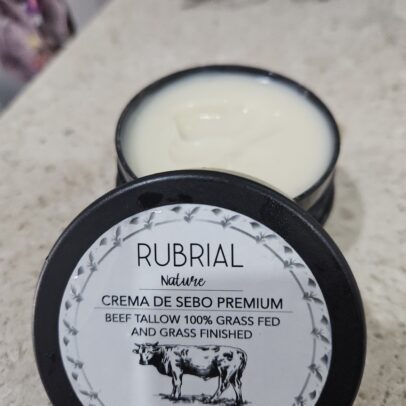 RUBRIAL
Nature
CREMA DE SEBO PREMIUM
BEEF TALLOW 100% GRASS FED
AND GRASS FINISHED